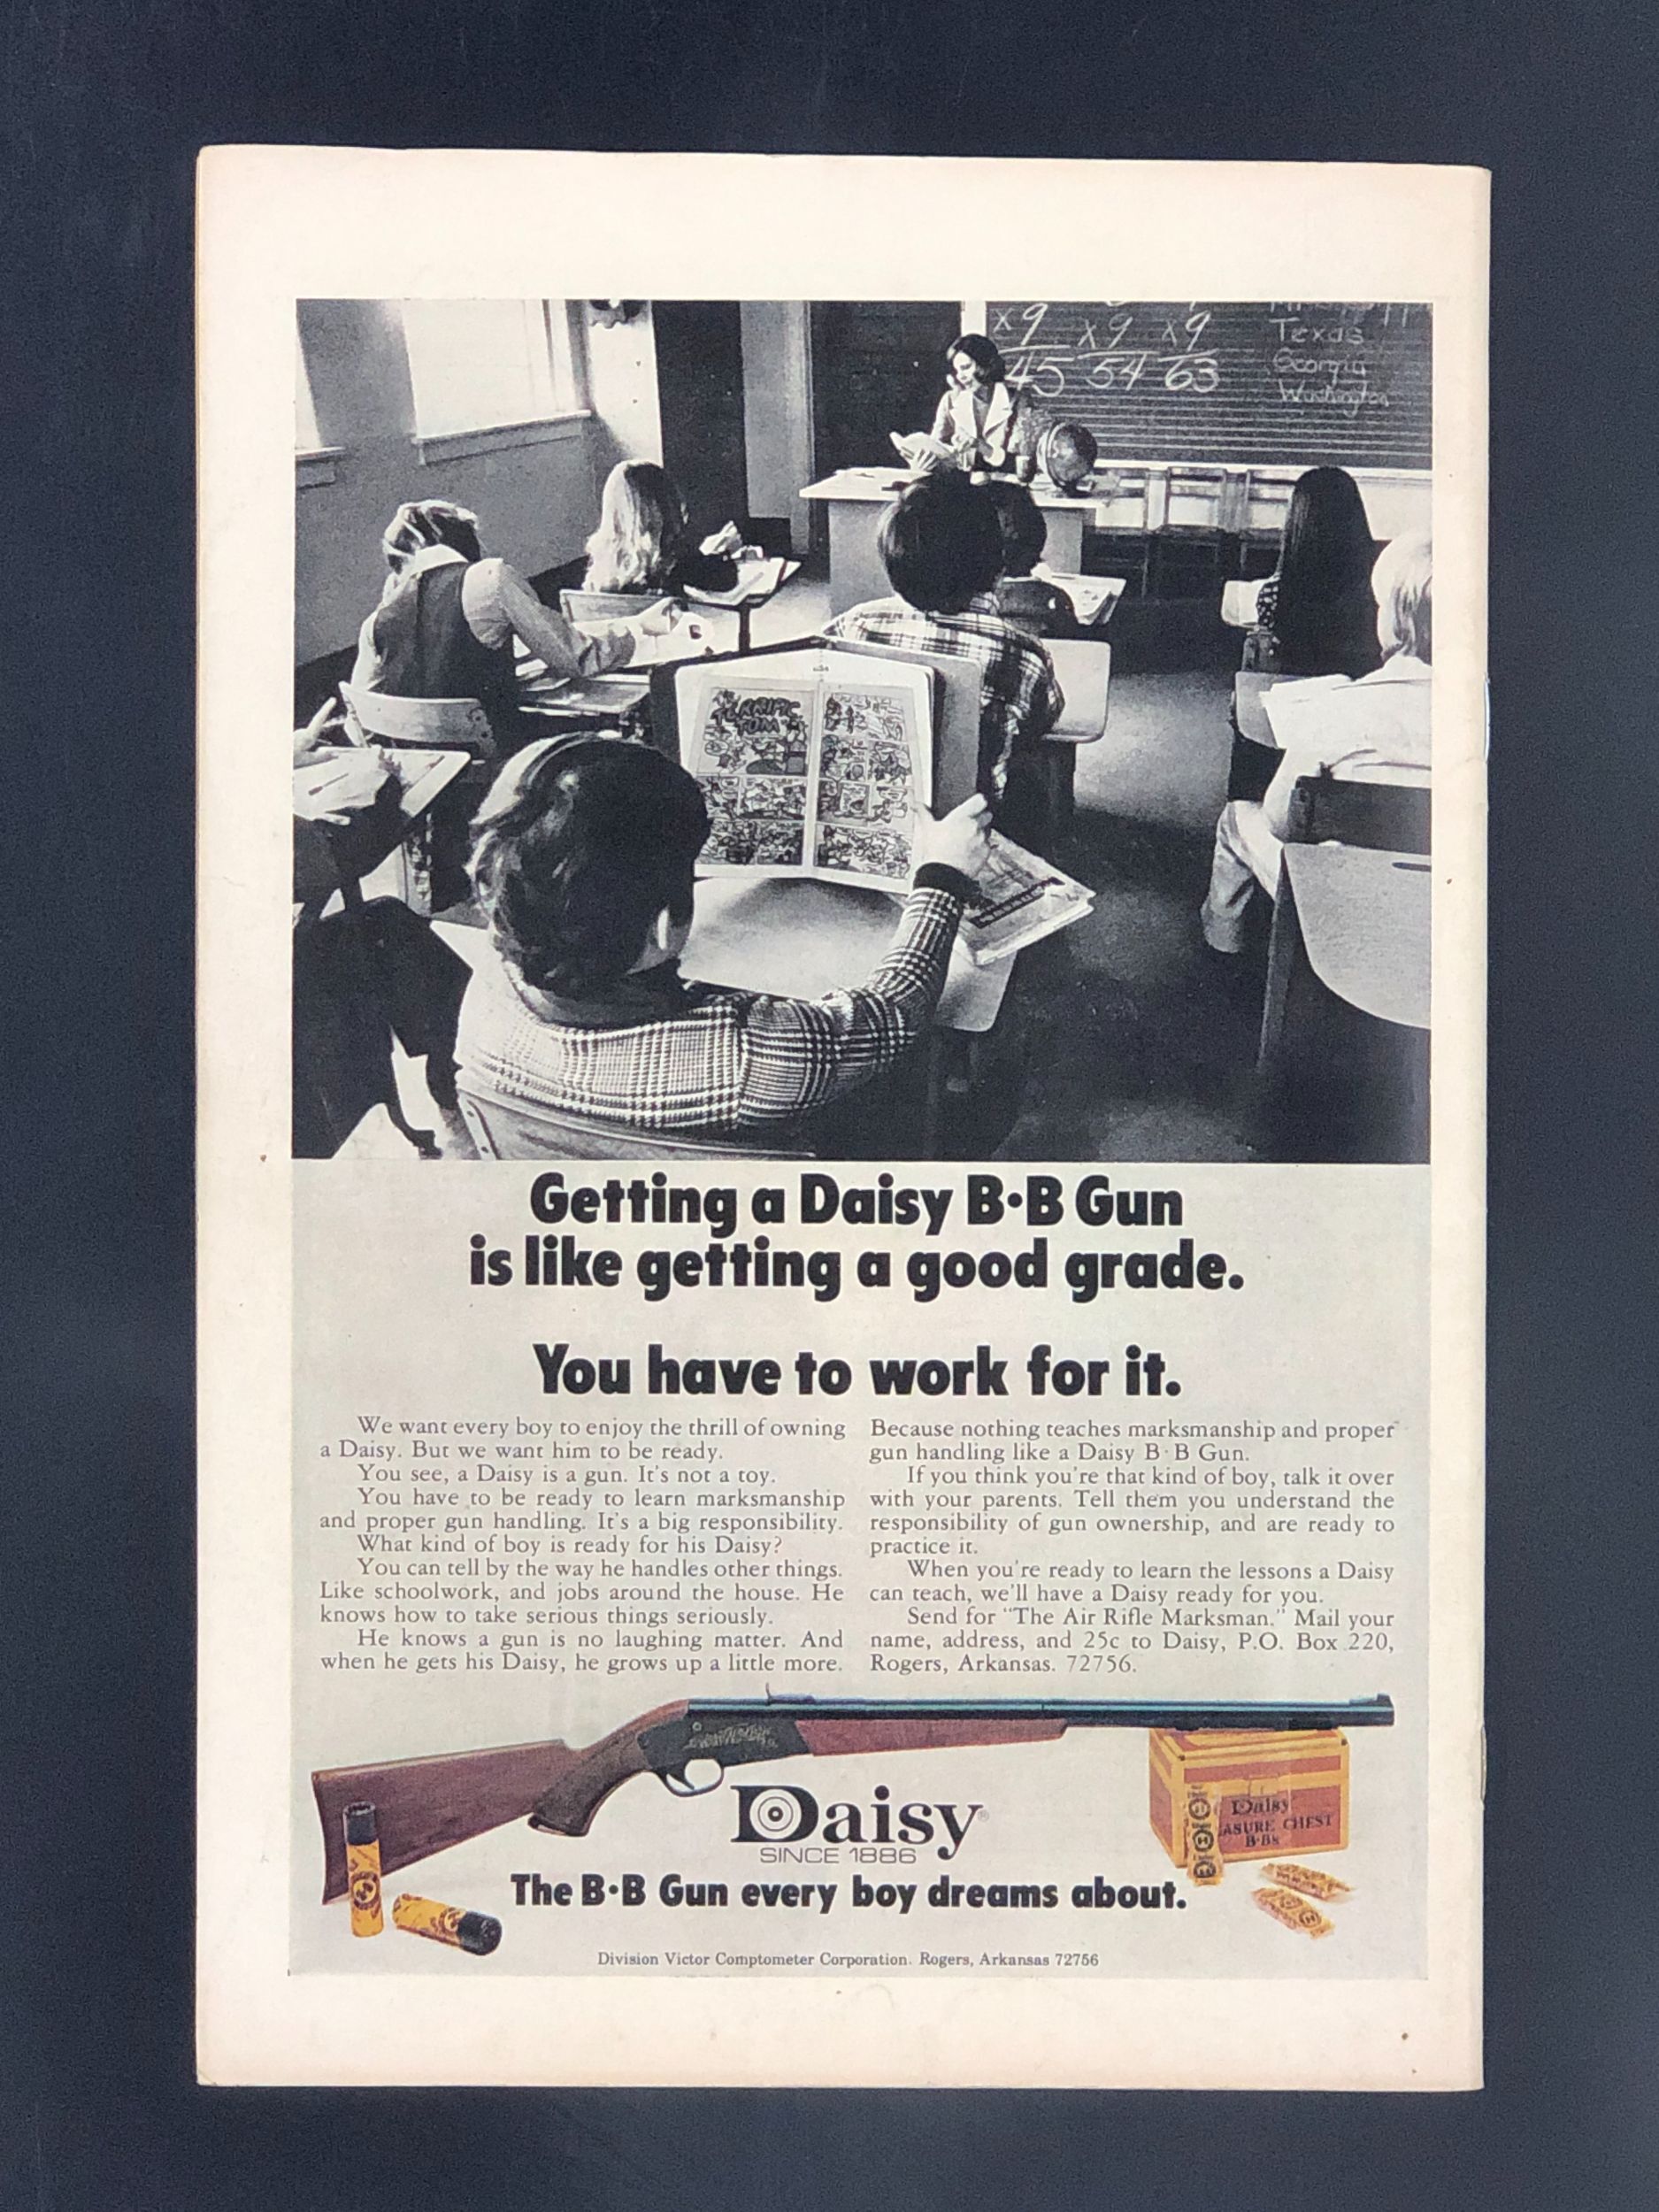 x9 x9 x9
45 54 63
Texas
Georgia
Washington
TERRIFIC
TOM
Getting a Daisy B·B Gun
is like getting a good grade.
You have to work for it.
We want every boy to enjoy the thrill of owning
a Daisy. But we want him to be ready.
You see, a Daisy is a gun. It's not a toy.
You have to be ready to learn marksmanship
and proper gun handling. It's a big responsibility.
What kind of boy is ready for his Daisy?
You can tell by the way he handles other things.
Like schoolwork, and jobs around the house. He
knows how to take serious things seriously.
He knows a gun is no laughing matter. And
when he gets his Daisy, he grows up a little more.
Because nothing teaches marksmanship and proper
gun handling like a Daisy B·B Gun.
If you think you're that kind of boy, talk it over
with your parents. Tell them you understand the
responsibility of gun ownership, and are ready to
practice it.
When you're ready to learn the lessons a Daisy
can teach, we'll have a Daisy ready for you.
Send for "The Air Rifle Marksman." Mail your
name, address, and 25c to Daisy, P.O. Box 220,
Rogers, Arkansas. 72756.
Daisy
ASURE CHEST
B·Bs
Daisy®
SINCE 1886
The B·B Gun every boy dreams about.
Division Victor Comptometer Corporation. Rogers, Arkansas 72756